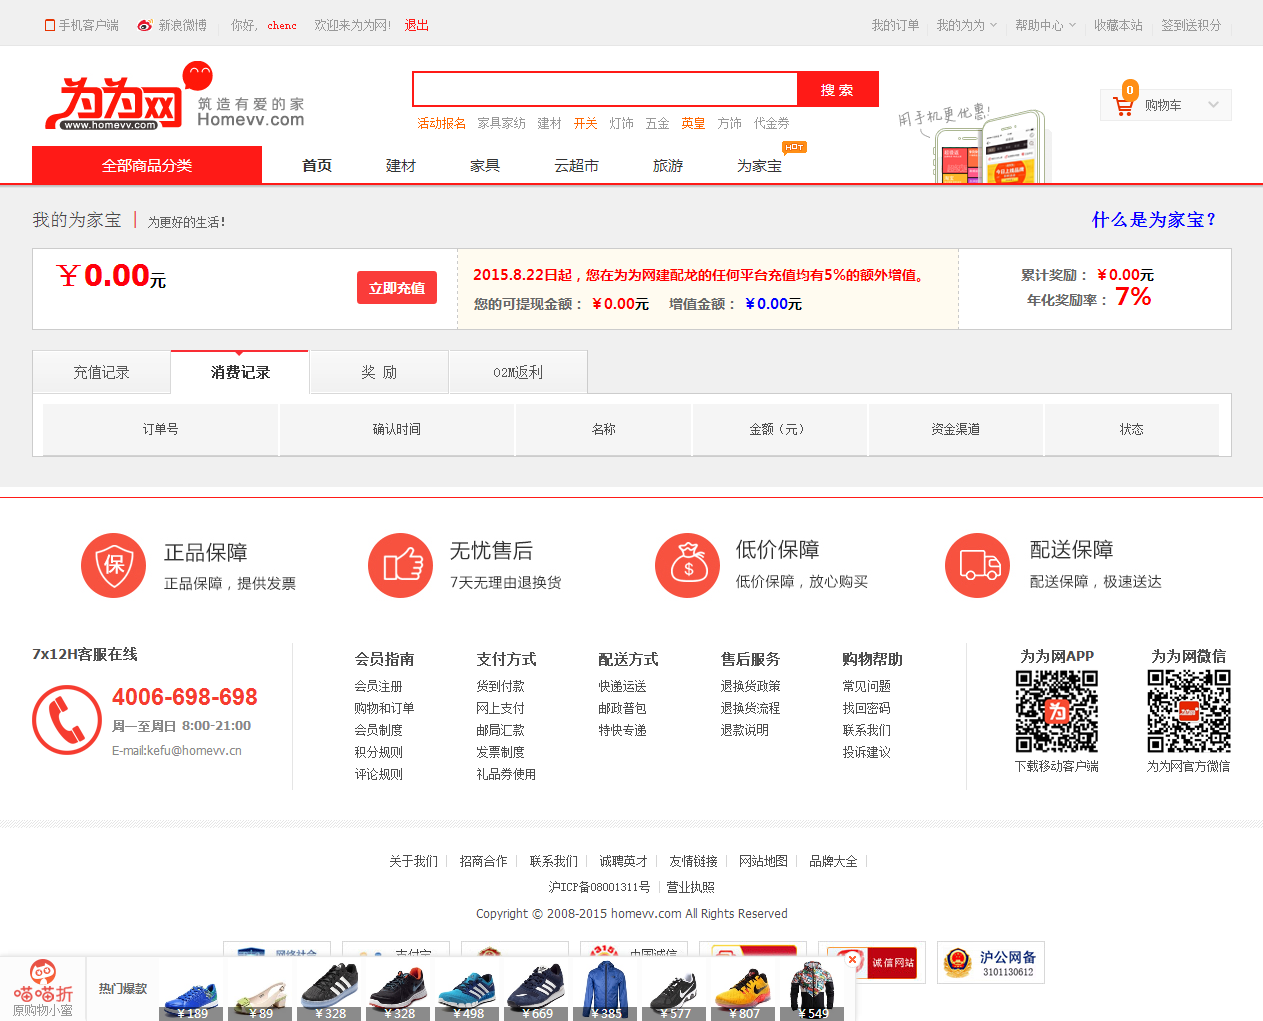 手机客户端 新浪微博 你好, chenc 欢迎来为为网! 退出 我的订单 我的为为 帮助中心 收藏本站 签到送积分
为为网
www.homevv.com
筑造有爱的家
Homevv.com
搜 索
活动报名 家具家纺 建材 开关 灯饰 五金 英皇 方饰 代金券
用手机更优惠!
0
购物车
全部商品分类 首页 建材 家具 云超市 旅游 为家宝 HOT
我的为家宝 | 为更好的生活!
什么是为家宝?
¥0.00元
立即充值
2015.8.22日起,您在为为网建配龙的任何平台充值均有5%的额外增值。
您的可提现金额: ¥0.00元 增值金额: ¥0.00元
累计奖励: ¥0.00元
年化奖励率: 7%
充值记录 消费记录 奖 励 O2M返利
订单号 确认时间 名称 金额(元) 资金渠道 状态
保
正品保障
正品保障,提供发票
无忧售后
7天无理由退换货
低价保障
低价保障,放心购买
配送保障
配送保障,极速送达
7x12H客服在线
4006-698-698
周一至周日 8:00-21:00
E-mail:kefu@homevv.cn
会员指南
会员注册
购物和订单
会员制度
积分规则
评论规则
支付方式
货到付款
网上支付
邮局汇款
发票制度
礼品券使用
配送方式
快递运送
邮政普包
特快专递
售后服务
退换货政策
退换货流程
退款说明
购物帮助
常见问题
找回密码
联系我们
投诉建议
为为网APP
为
下载移动客户端
为为网微信
为为网官方微信
关于我们 招商合作 联系我们 诚聘英才 友情链接 网站地图 品牌大全
沪ICP备08001311号 营业执照
Copyright © 2008-2015 homevv.com All Rights Reserved
网络社会 支付宝 中国诚信 诚信网站 沪公网备
3101130612
喵喵折
原购物小蜜
热门爆款
¥189 ¥89 ¥328 ¥328 ¥498 ¥669 ¥385 ¥577 ¥807 ¥549